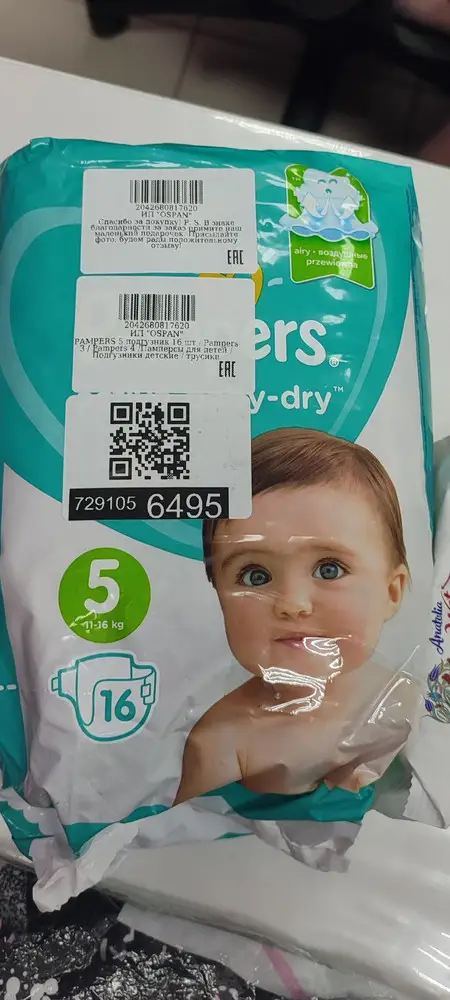 2042680817620
ИП "OSPAN"
Спасибо за покупку! P. S. В знаке
благодарности за заказ примите наш
маленький подарочек. Присылайте
фото, будем рады положительному
отзыву!
EAC
airy • воздушные
przewiewna
2042680817620
ИП "OSPAN"
PAMPERS 5 подгузник 16 шт / Pampers
3 / Pampers 4 /Памперсы для детей /
Подгузники детские / трусики
EAC
ers®
y-dry™
729105 6495
5
11-16 kg
16
Anatolia